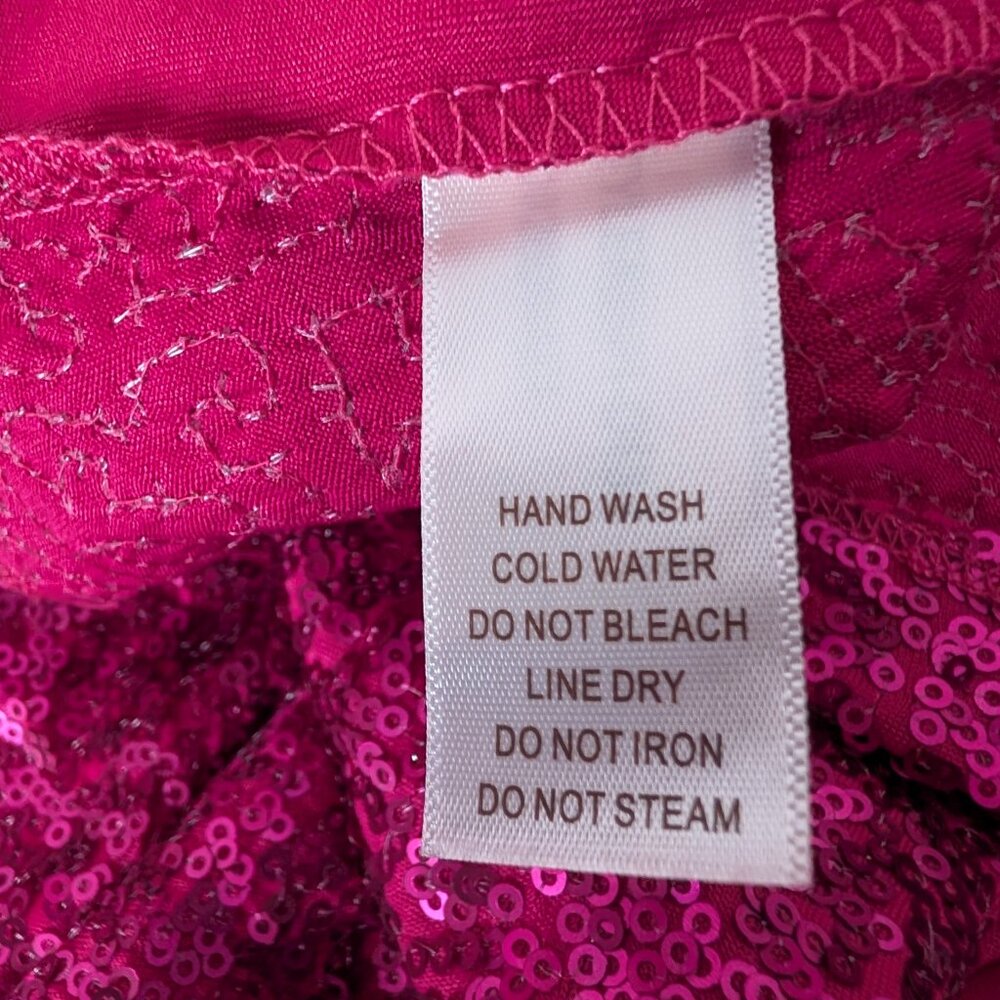 HAND WASH
COLD WATER
DO NOT BLEACH
LINE DRY
DO NOT IRON
DO NOT STEAM